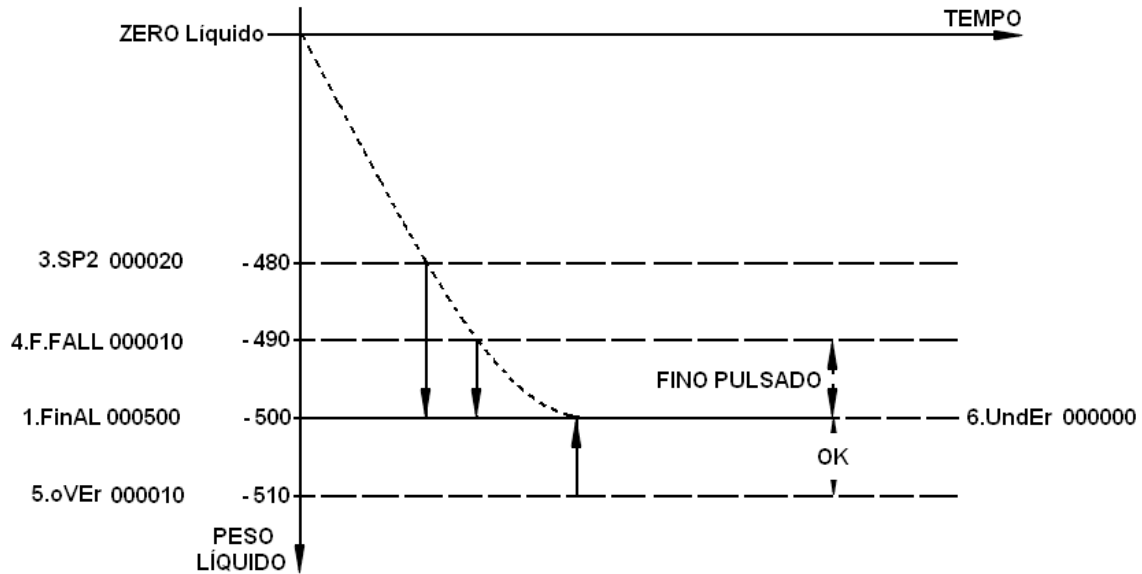 TEMPO
ZERO Líquido
3.SP2 000020 - 480
4.F.FALL 000010 - 490
FINO PULSADO
1.FinAL 000500 - 500 6.UndEr 000000
OK
5.oVEr 000010 - 510
PESO
LÍQUIDO